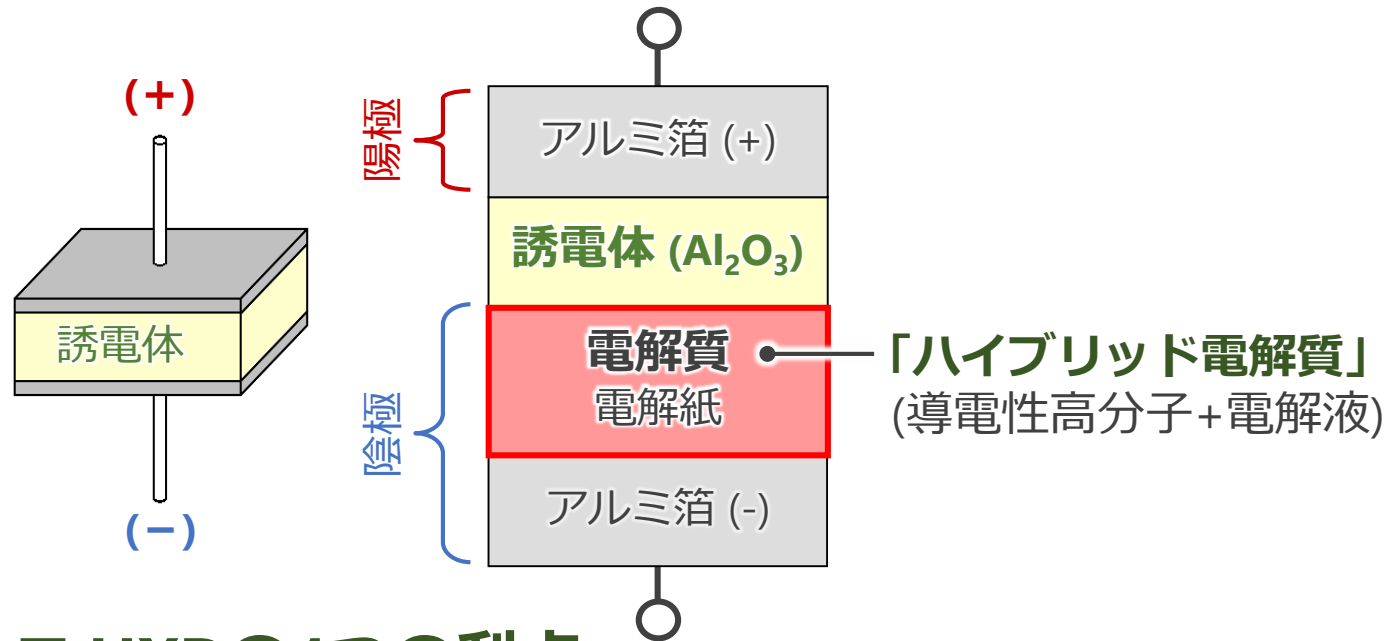 (+)
誘電体
(−)
陽極
アルミ箔 (+)
誘電体 (Al₂O₃)
陰極
電解質
電解紙
アルミ箔 (-)
「ハイブリッド電解質」
(導電性高分子+電解液)